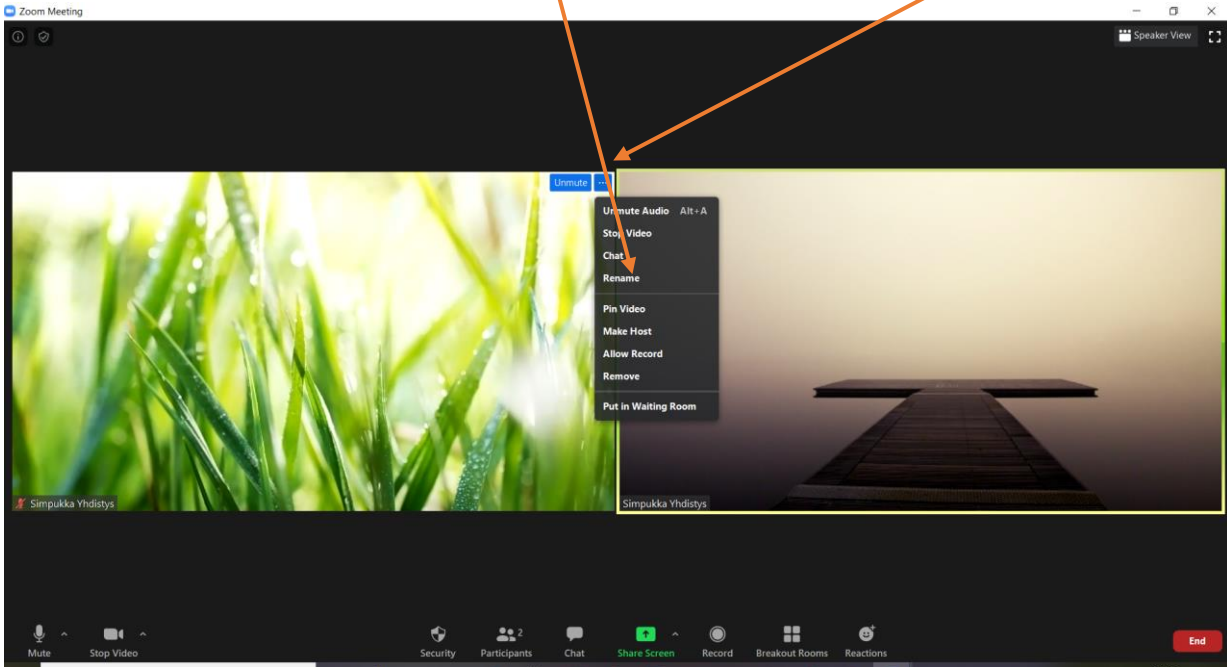 Zoom Meeting
Speaker View
Unmute ...
Unmute Audio Alt+A
Stop Video
Chat
Rename
Pin Video
Make Host
Allow Record
Remove
Put in Waiting Room
Simpukka Yhdistys
Simpukka Yhdistys
Mute Stop Video Security Participants 2 Chat Share Screen Record Breakout Rooms Reactions End